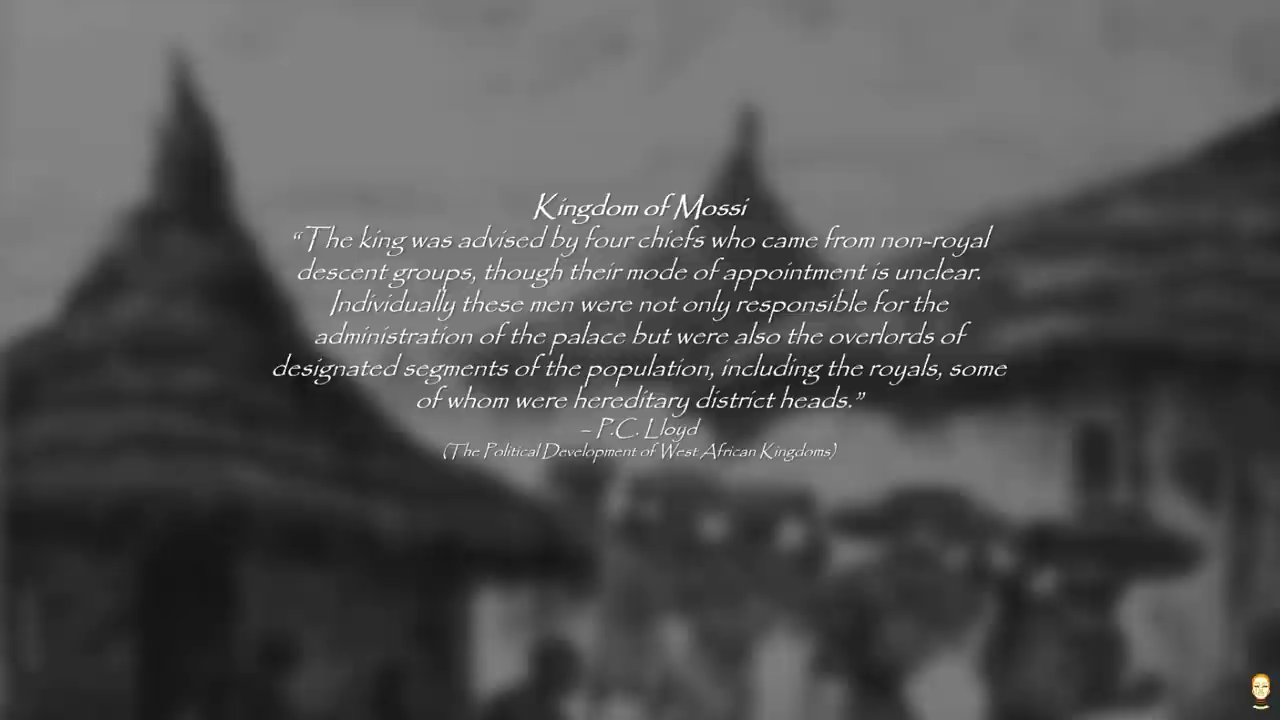 Kingdom of Mossi
“The king was advised by four chiefs who came from non-royal
descent groups, though their mode of appointment is unclear.
Individually these men were not only responsible for the
administration of the palace but were also the overlords of
designated segments of the population, including the royals, some
of whom were hereditary district heads.”
– P.C. Lloyd
(The Political Development of West African Kingdoms)